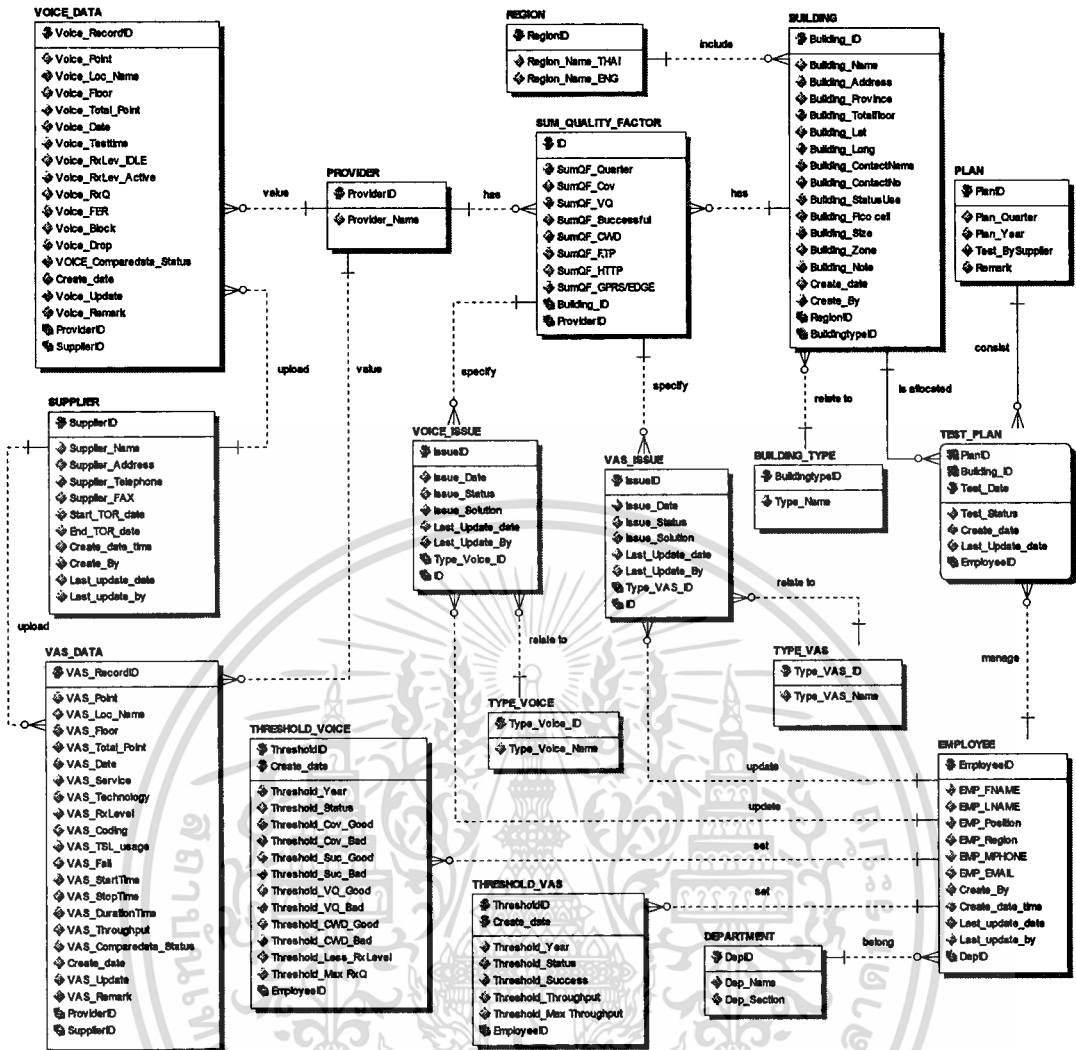 VOICE_DATA
Voice_RecordID
Voice_Point
Voice_Loc_Name
Voice_Floor
Voice_Total_Point
Voice_Date
Voice_Testtime
Voice_RxLev_IDLE
Voice_RxLev_Active
Voice_RxQ
Voice_FER
Voice_Block
Voice_Drop
VOICE_Comparedata_Status
Create_date
Voice_Update
Voice_Remark
ProviderID
SupplierID
REGION
RegionID
Region_Name_THAI
Region_Name_ENG
include
BUILDING
Building_ID
Building_Name
Building_Address
Building_Province
Building_Totalfloor
Building_Lat
Building_Long
Building_ContactName
Building_ContactNo
Building_StatusUse
Building_Pico cell
Building_Size
Building_Zone
Building_Note
Create_date
Create_By
RegionID
BuildingtypeID
SUM_QUALITY_FACTOR
ID
SumQF_Quarter
SumQF_Cov
SumQF_VQ
SumQF_Successful
SumQF_CWD
SumQF_FTP
SumQF_HTTP
SumQF_GPRS/EDGE
Building_ID
ProviderID
PROVIDER
ProviderID
Provider_Name
value
has
has
PLAN
PlanID
Plan_Quarter
Plan_Year
Test_BySupplier
Remark
consist
upload
value
specify
specify
relate to
is allocated
SUPPLIER
SupplierID
Supplier_Name
Supplier_Address
Supplier_Telephone
Supplier_FAX
Start_TOR_date
End_TOR_date
Create_date_time
Create_By
Last_update_date
Last_update_by
upload
VOICE_ISSUE
IssueID
Issue_Date
Issue_Status
Issue_Solution
Last_Update_date
Last_Update_By
Type_Voice_ID
ID
relate to
VAS_ISSUE
IssueID
Issue_Date
Issue_Status
Issue_Solution
Last_Update_date
Last_Update_By
Type_VAS_ID
ID
relate to
BUILDING_TYPE
BuildingtypeID
Type_Name
TEST_PLAN
PlanID
Building_ID
Test_Date
Test_Status
Create_date
Last_Update_date
EmployeeID
manage
TYPE_VAS
Type_VAS_ID
Type_VAS_Name
TYPE_VOICE
Type_Voice_ID
Type_Voice_Name
VAS_DATA
VAS_RecordID
VAS_Point
VAS_Loc_Name
VAS_Floor
VAS_Total_Point
VAS_Date
VAS_Service
VAS_Technology
VAS_RxLevel
VAS_Coding
VAS_TSL_usage
VAS_Fail
VAS_StartTime
VAS_StopTime
VAS_DurationTime
VAS_Throughput
VAS_Comparedata_Status
Create_date
VAS_Update
VAS_Remark
ProviderID
SupplierID
THRESHOLD_VOICE
ThresholdID
Create_date
Threshold_Year
Threshold_Status
Threshold_Cov_Good
Threshold_Cov_Bad
Threshold_Suc_Good
Threshold_Suc_Bad
Threshold_VQ_Good
Threshold_VQ_Bad
Threshold_CWD_Good
Threshold_CWD_Bad
Threshold_Less_RxLevel
Threshold_Max RxQ
EmployeeID
update
update
set
set
THRESHOLD_VAS
ThresholdID
Create_date
Threshold_Year
Threshold_Status
Threshold_Success
Threshold_Throughput
Threshold_Max Throughput
EmployeeID
DEPARTMENT
DepID
Dep_Name
Dep_Section
belong
EMPLOYEE
EmployeeID
EMP_FNAME
EMP_LNAME
EMP_Position
EMP_Region
EMP_MPHONE
EMP_EMAIL
Create_By
Create_date_time
Last_update_date
Last_update_by
DepID